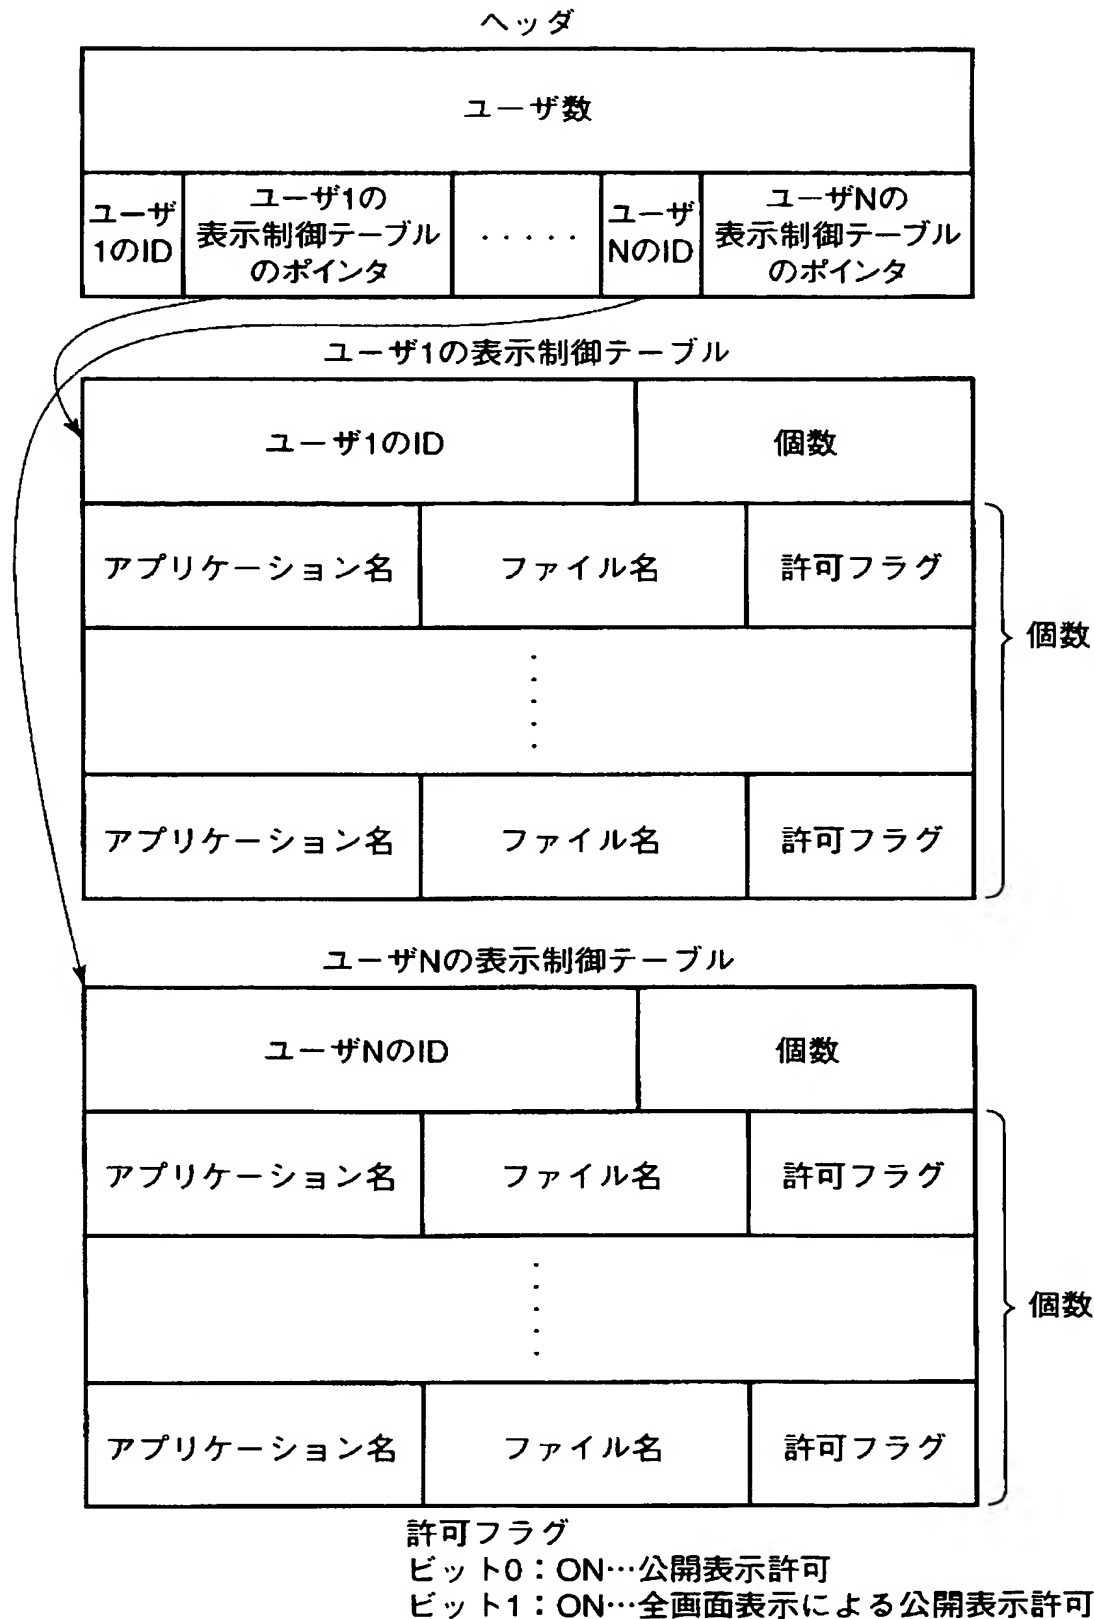 ヘッダ
ユーザ数
ユーザ
1のID
ユーザ1の
表示制御テーブル
のポインタ
・・・・・
ユーザ
NのID
ユーザNの
表示制御テーブル
のポインタ
ユーザ1の表示制御テーブル
ユーザ1のID
個数
アプリケーション名
ファイル名
許可フラグ
個数
アプリケーション名
ファイル名
許可フラグ
ユーザNの表示制御テーブル
ユーザNのID
個数
アプリケーション名
ファイル名
許可フラグ
個数
アプリケーション名
ファイル名
許可フラグ
許可フラグ
ビット0：ON…公開表示許可
ビット1：ON…全画面表示による公開表示許可